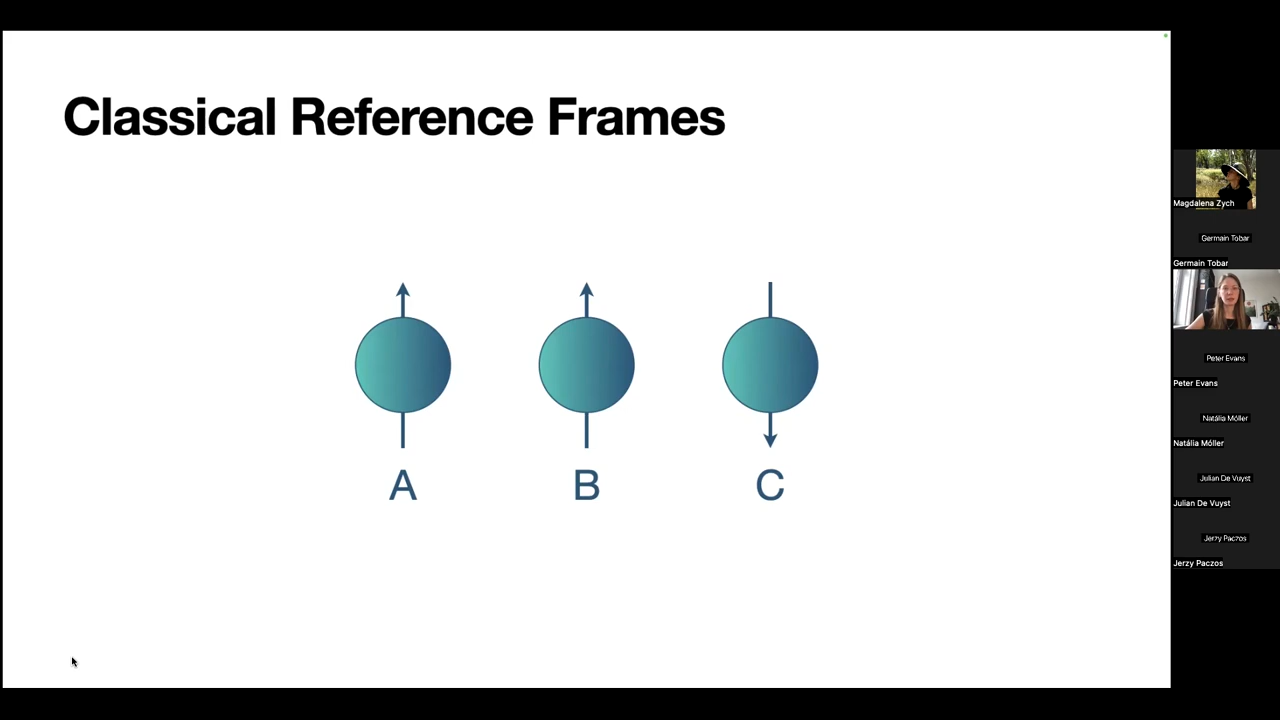 Classical Reference Frames
A
B
C
Magdalena Zych
Germain Tobar
Germain Tobar
Peter Evans
Peter Evans
Natália Móller
Natália Móller
Julian De Vuyst
Julian De Vuyst
Jerzy Paczos
Jerzy Paczos